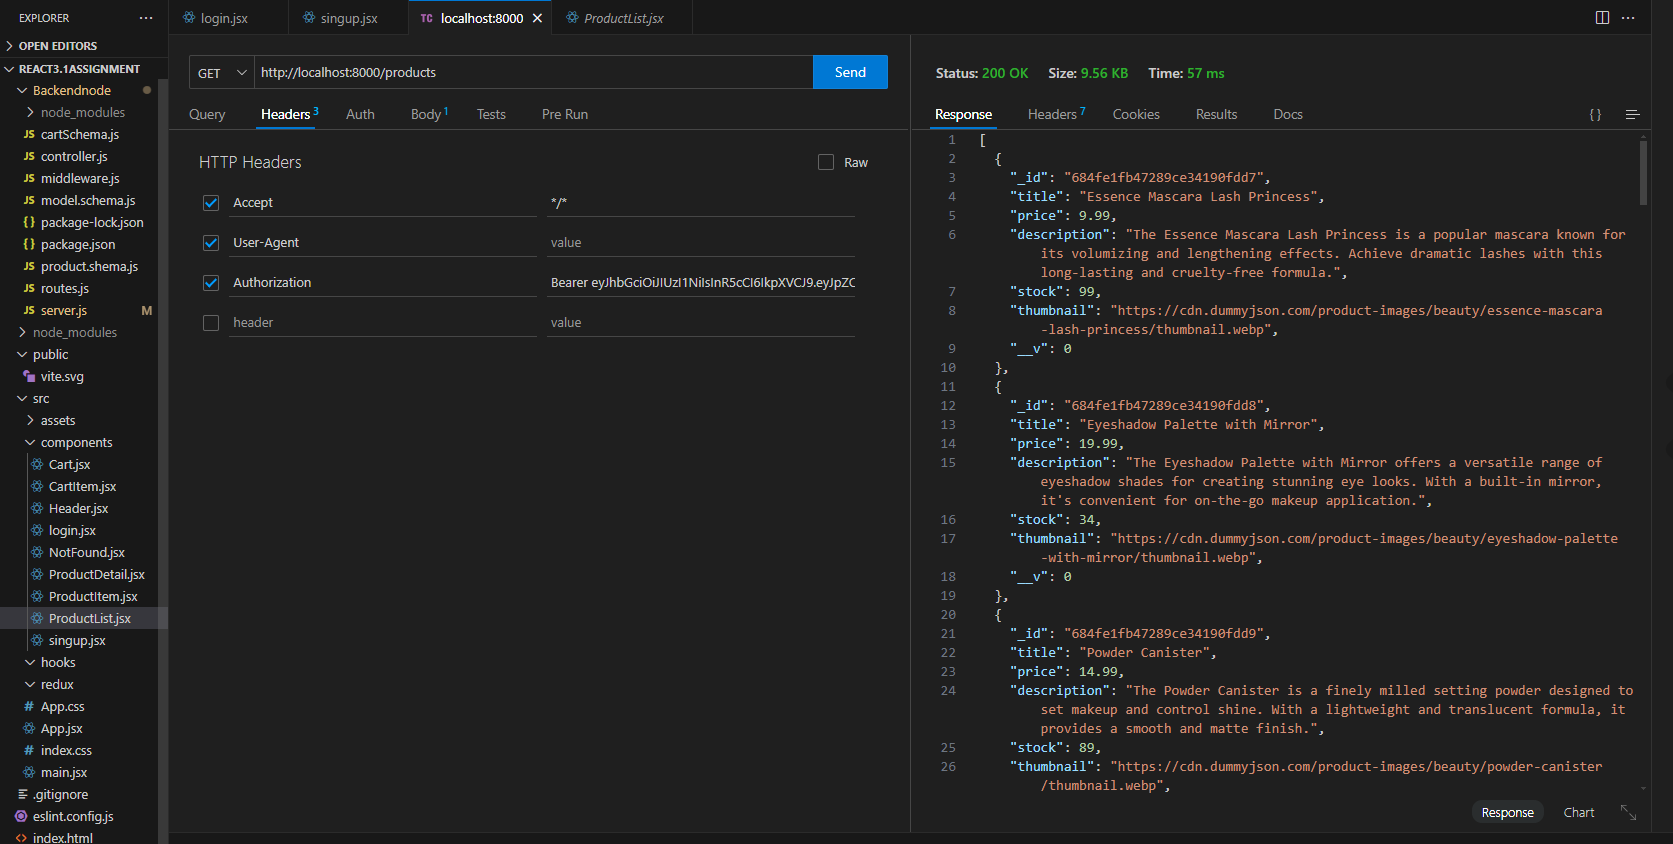 EXPLORER
OPEN EDITORS
REACT3.1ASSIGNMENT
Backendnode
node_modules
JS cartSchema.js
JS controller.js
JS middleware.js
JS model.schema.js
{} package-lock.json
{} package.json
JS product.shema.js
JS routes.js
JS server.js M
node_modules
public
vite.svg
src
assets
components
Cart.jsx
CartItem.jsx
Header.jsx
login.jsx
NotFound.jsx
ProductDetail.jsx
ProductItem.jsx
ProductList.jsx
singup.jsx
hooks
redux
# App.css
App.jsx
# index.css
main.jsx
.gitignore
eslint.config.js
<> index.html
login.jsx
singup.jsx
TC localhost:8000
ProductList.jsx
GET http://localhost:8000/products Send
Query Headers 3 Auth Body 1 Tests Pre Run
HTTP Headers Raw
Accept */*
User-Agent value
Authorization Bearer eyJhbGciOiJIUzI1NiIsInR5cCI6IkpXVCJ9.eyJpZC
header value
Status: 200 OK Size: 9.56 KB Time: 57 ms
Response Headers 7 Cookies Results Docs {}
1 [
2 {
3 "_id": "684fe1fb47289ce34190fdd7",
4 "title": "Essence Mascara Lash Princess",
5 "price": 9.99,
6 "description": "The Essence Mascara Lash Princess is a popular mascara known for
its volumizing and lengthening effects. Achieve dramatic lashes with this
long-lasting and cruelty-free formula.",
7 "stock": 99,
8 "thumbnail": "https://cdn.dummyjson.com/product-images/beauty/essence-mascara
-lash-princess/thumbnail.webp",
9 "__v": 0
10 },
11 {
12 "_id": "684fe1fb47289ce34190fdd8",
13 "title": "Eyeshadow Palette with Mirror",
14 "price": 19.99,
15 "description": "The Eyeshadow Palette with Mirror offers a versatile range of
eyeshadow shades for creating stunning eye looks. With a built-in mirror,
it's convenient for on-the-go makeup application.",
16 "stock": 34,
17 "thumbnail": "https://cdn.dummyjson.com/product-images/beauty/eyeshadow-palette
-with-mirror/thumbnail.webp",
18 "__v": 0
19 },
20 {
21 "_id": "684fe1fb47289ce34190fdd9",
22 "title": "Powder Canister",
23 "price": 14.99,
24 "description": "The Powder Canister is a finely milled setting powder designed to
set makeup and control shine. With a lightweight and translucent formula, it
provides a smooth and matte finish.",
25 "stock": 89,
26 "thumbnail": "https://cdn.dummyjson.com/product-images/beauty/powder-canister
/thumbnail.webp",
Response Chart